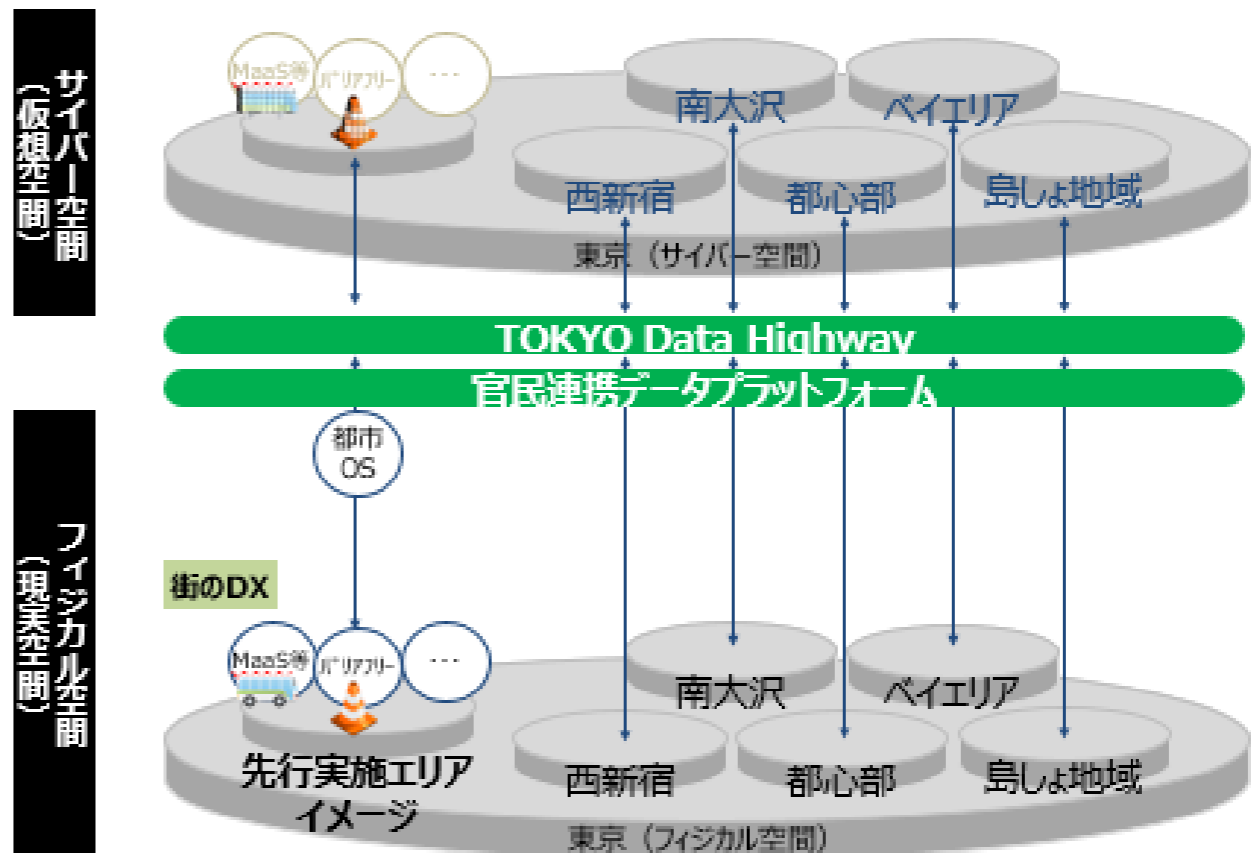 サイバー空間
（仮想空間）
MaaS等
バリアフリー
・・・
南大沢
ベイエリア
西新宿
都心部
島しょ地域
東京（サイバー空間）
TOKYO Data Highway
官民連携データプラットフォーム
都市
OS
フィジカル空間
（現実空間）
街のDX
MaaS等
バリアフリー
・・・
南大沢
ベイエリア
先行実施エリア
イメージ
西新宿
都心部
島しょ地域
東京（フィジカル空間）